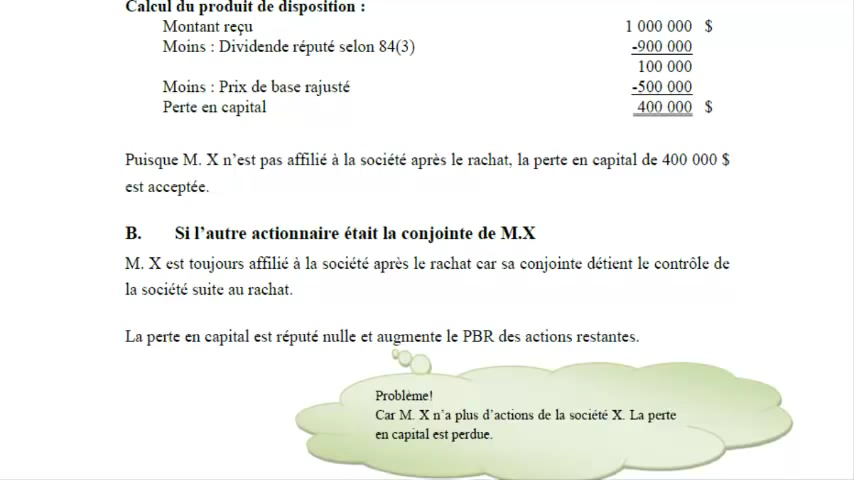 Calcul du produit de disposition :
Montant reçu 1 000 000 $
Moins : Dividende réputé selon 84(3) -900 000
100 000
Moins : Prix de base rajusté -500 000
Perte en capital 400 000 $
Puisque M. X n'est pas affilié à la société après le rachat, la perte en capital de 400 000 $
est acceptée.
B. Si l'autre actionnaire était la conjointe de M.X
M. X est toujours affilié à la société après le rachat car sa conjointe détient le contrôle de
la société suite au rachat.
La perte en capital est réputé nulle et augmente le PBR des actions restantes.
Problème!
Car M. X n'a plus d'actions de la société X. La perte
en capital est perdue.